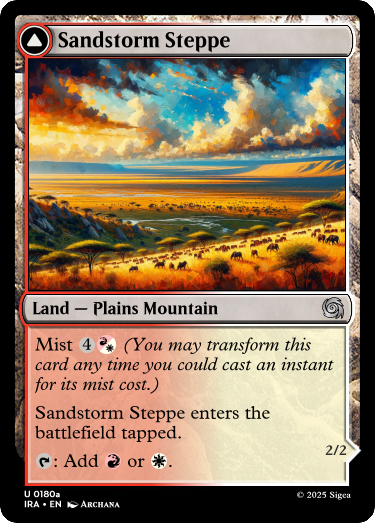 Sandstorm Steppe
Land — Plains Mountain
Mist 4 (You may transform this
card any time you could cast an instant
for its mist cost.)
Sandstorm Steppe enters the
battlefield tapped.
: Add or .
2/2
U 0180a
IRA • EN Archana
© 2025 Sigea